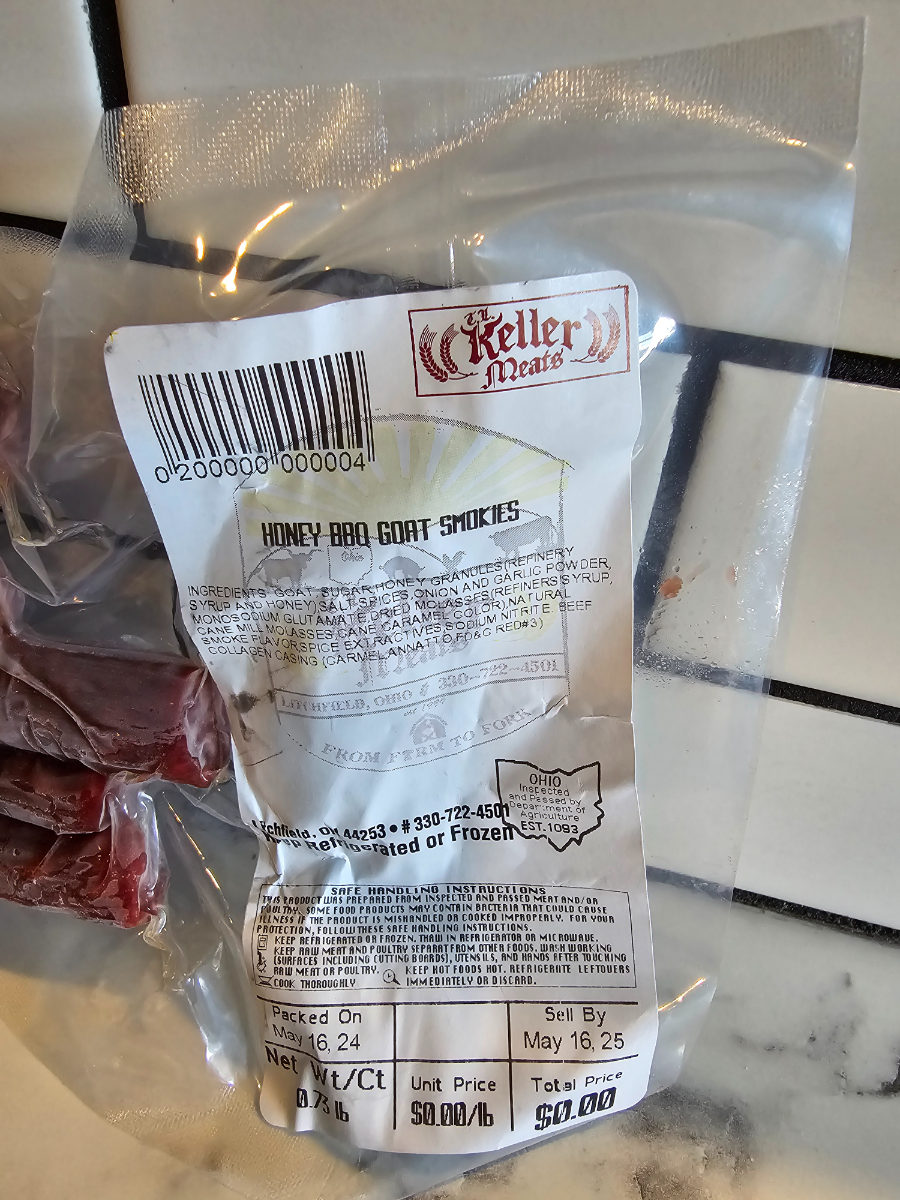 T.L.
Keller
Meats
0 200000 000004
HONEY BBQ GOAT SMOKIES
Ohio
INGREDIENTS: GOAT, SUGAR,HONEY GRANULES(REFINERY
SYRUP AND HONEY),SALT,SPICES,ONION AND GARLIC POWDER,
MONOSODIUM GLUTAMATE,DRIED MOLASSES(REFINERS SYRUP,
CANE MILL MOLASSES,CANE CARAMEL COLOR),NATURAL
SMOKE FLAVOR,SPICE EXTRACTIVES,SODIUM NITRITE. BEEF
COLLAGEN CASING (CARMEL,ANNATTO,FD&C RED#3)
Meats
LITCHFIELD, OHIO # 330-722-4501
FROM FARM TO FORK
OHIO
Inspected
and Passed by
Department of
Agriculture
EST.1093
Litchfield, OH 44253 • # 330-722-4501
Keep Refrigerated or Frozen
SAFE HANDLING INSTRUCTIONS
THIS PRODUCT WAS PREPARED FROM INSPECTED AND PASSED MEAT AND/OR
POULTRY. SOME FOOD PRODUCTS MAY CONTAIN BACTERIA THAT COULD CAUSE
ILLNESS IF THE PRODUCT IS MISHANDLED OR COOKED IMPROPERLY. FOR YOUR
PROTECTION, FOLLOW THESE SAFE HANDLING INSTRUCTIONS.
KEEP REFRIGERATED OR FROZEN. THAW IN REFRIGERATOR OR MICROWAVE.
KEEP RAW MEAT AND POULTRY SEPARAT FROM OTHER FOODS. WASH WORKING
(SURFACES INCLUDING CUTTING BOARDS), UTENSILS, AND HANDS AFTER TOUCHING
RAW MEAT OR POULTRY. KEEP HOT FOODS HOT. REFRIGERATE LEFTOVERS
COOK THOROUGHLY IMMEDIATELY OR DISCARD.
Packed On
May 16, 24
Sell By
May 16, 25
Net Wt/Ct
0.73 lb
Unit Price
$0.00/lb
Total Price
$0.00